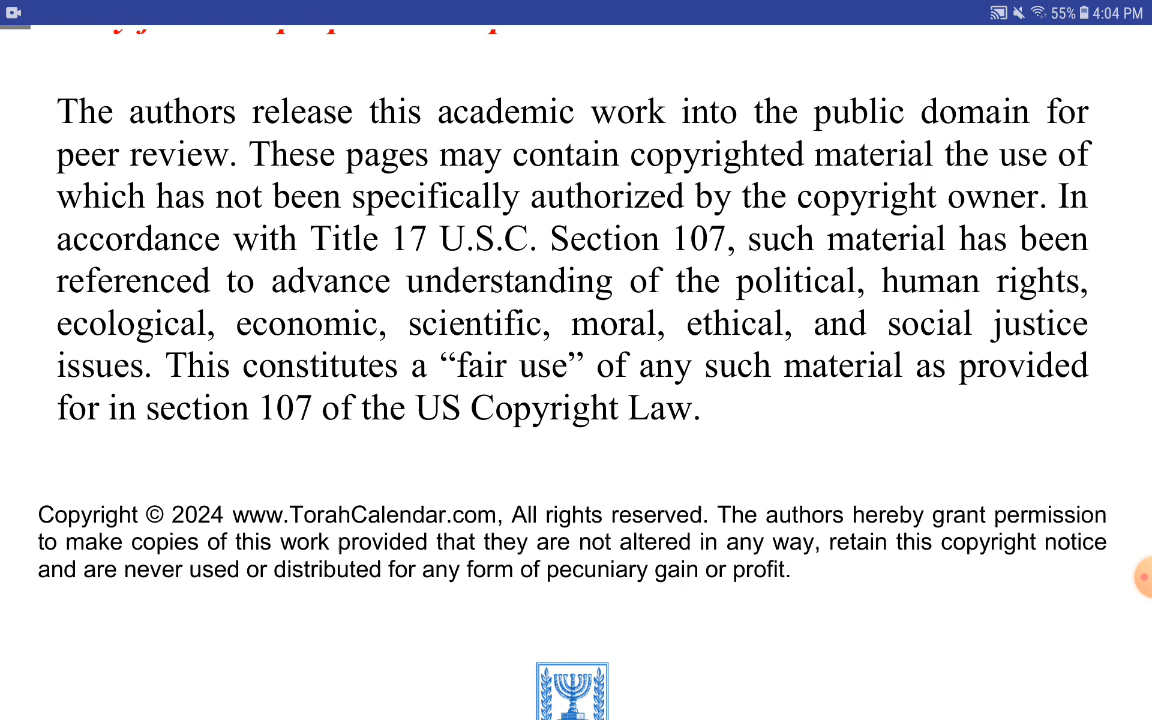 55% 4:04 PM
The authors release this academic work into the public domain for
peer review. These pages may contain copyrighted material the use of
which has not been specifically authorized by the copyright owner. In
accordance with Title 17 U.S.C. Section 107, such material has been
referenced to advance understanding of the political, human rights,
ecological, economic, scientific, moral, ethical, and social justice
issues. This constitutes a “fair use” of any such material as provided
for in section 107 of the US Copyright Law.
Copyright © 2024 www.TorahCalendar.com, All rights reserved. The authors hereby grant permission
to make copies of this work provided that they are not altered in any way, retain this copyright notice
and are never used or distributed for any form of pecuniary gain or profit.